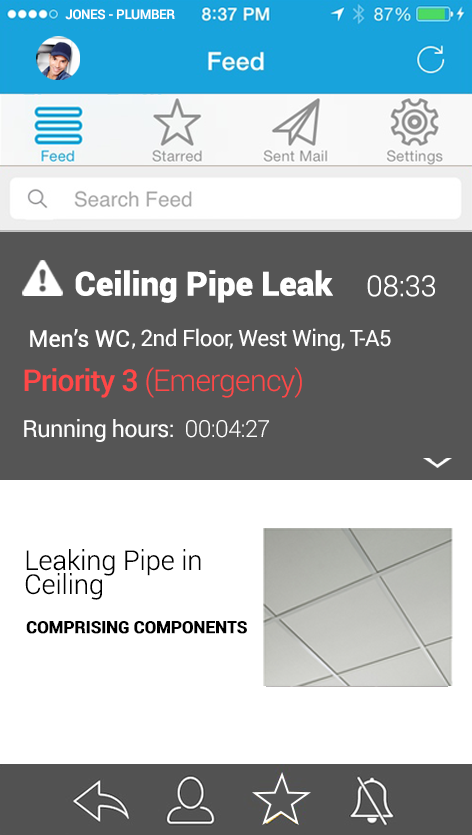 JONES - PLUMBER 8:37 PM 87%
Feed
Feed Starred Sent Mail Settings
Search Feed
Ceiling Pipe Leak 08:33
Men's WC, 2nd Floor, West Wing, T-A5
Priority 3 (Emergency)
Running hours: 00:04:27
Leaking Pipe in
Ceiling
COMPRISING COMPONENTS